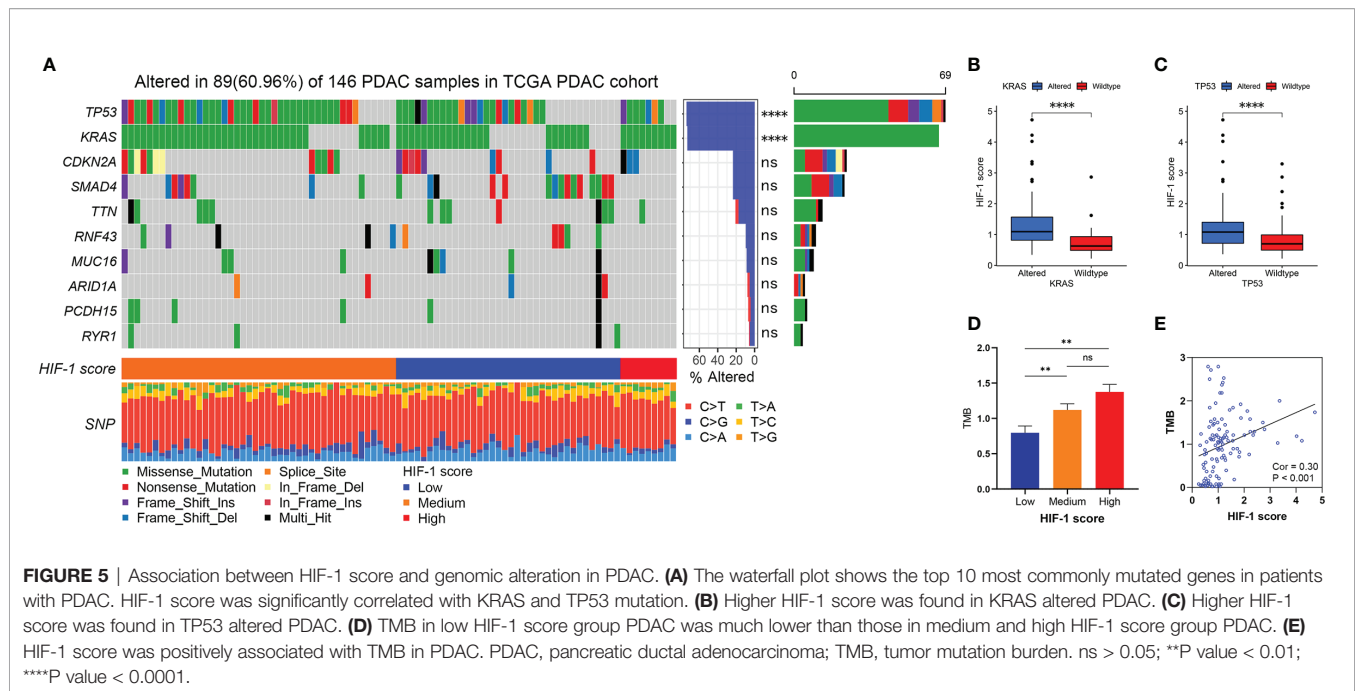 A
Altered in 89(60.96%) of 146 PDAC samples in TCGA PDAC cohort
0 69
TP53 ****
KRAS ****
CDKN2A ns
SMAD4 ns
TTN ns
RNF43 ns
MUC16 ns
ARID1A ns
PCDH15 ns
RYR1 ns
60 40 20 0
% Altered
HIF-1 score
SNP
C>T T>A
C>G T>C
C>A T>G
Missense_Mutation Splice_Site HIF-1 score
Nonsense_Mutation In_Frame_Del Low
Frame_Shift_Ins In_Frame_Ins Medium
Frame_Shift_Del Multi_Hit High
B
KRAS Altered Wildtype
****
HIF-1 score
5
4
3
2
1
0
Altered Wildtype
KRAS
C
TP53 Altered Wildtype
****
HIF-1 score
5
4
3
2
1
0
Altered Wildtype
TP53
D
**
** ns
TMB
2.0
1.5
1.0
0.5
0.0
Low Medium High
HIF-1 score
E
TMB
3
2
1
0
Cor = 0.30
P < 0.001
0 1 2 3 4 5
HIF-1 score
FIGURE 5 | Association between HIF-1 score and genomic alteration in PDAC. (A) The waterfall plot shows the top 10 most commonly mutated genes in patients
with PDAC. HIF-1 score was significantly correlated with KRAS and TP53 mutation. (B) Higher HIF-1 score was found in KRAS altered PDAC. (C) Higher HIF-1
score was found in TP53 altered PDAC. (D) TMB in low HIF-1 score group PDAC was much lower than those in medium and high HIF-1 score group PDAC. (E)
HIF-1 score was positively associated with TMB in PDAC. PDAC, pancreatic ductal adenocarcinoma; TMB, tumor mutation burden. ns > 0.05; **P value < 0.01;
****P value < 0.0001.